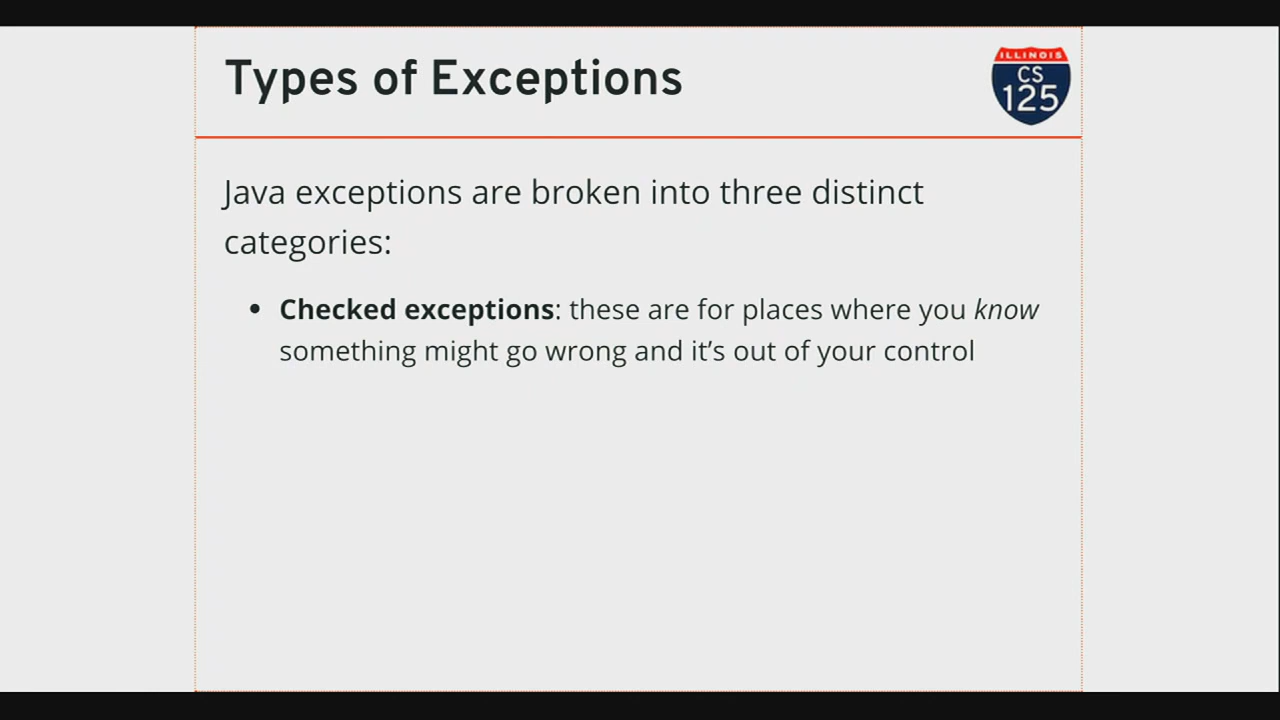 Types of Exceptions
ILLINOIS
CS
125
Java exceptions are broken into three distinct
categories:
• Checked exceptions: these are for places where you know
something might go wrong and it’s out of your control